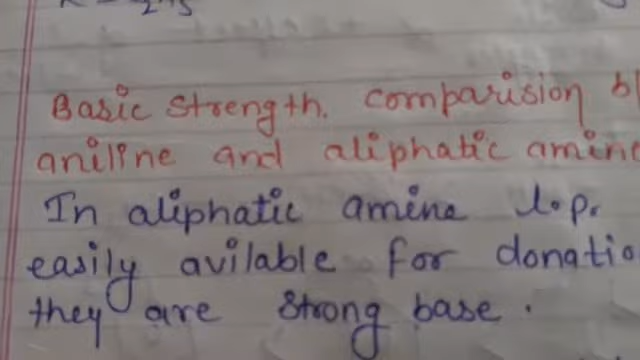 Basic strength. comparision b/
aniline and aliphatic amine
In aliphatic amine l.p.
easily avilable for donatio
they are strong base.